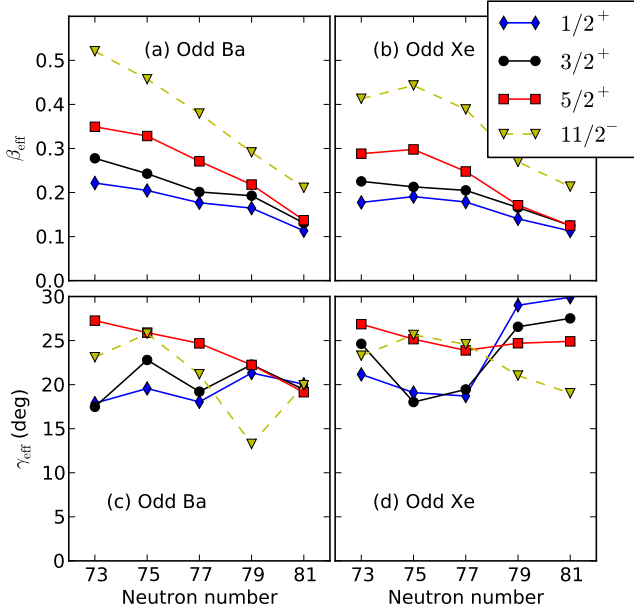 (a) Odd Ba
(b) Odd Xe
1/2⁺
3/2⁺
5/2⁺
11/2⁻
β_eff
0.5
0.4
0.3
0.2
0.1
0.0
(c) Odd Ba
(d) Odd Xe
γ_eff (deg)
30
25
20
15
10
5
0
73 75 77 79 81
73 75 77 79 81
Neutron number
Neutron number